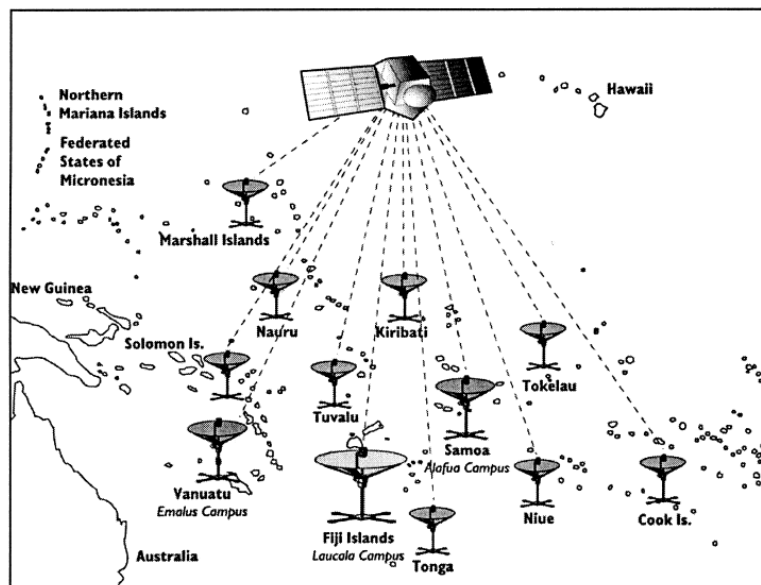 Northern
Mariana Islands
Federated
States of
Micronesia
Hawaii
Marshall Islands
New Guinea
Nauru
Kiribati
Solomon Is.
Tokelau
Tuvalu
Samoa
Alafua Campus
Vanuatu
Emalus Campus
Niue
Cook Is.
Fiji Islands
Laucala Campus
Tonga
Australia